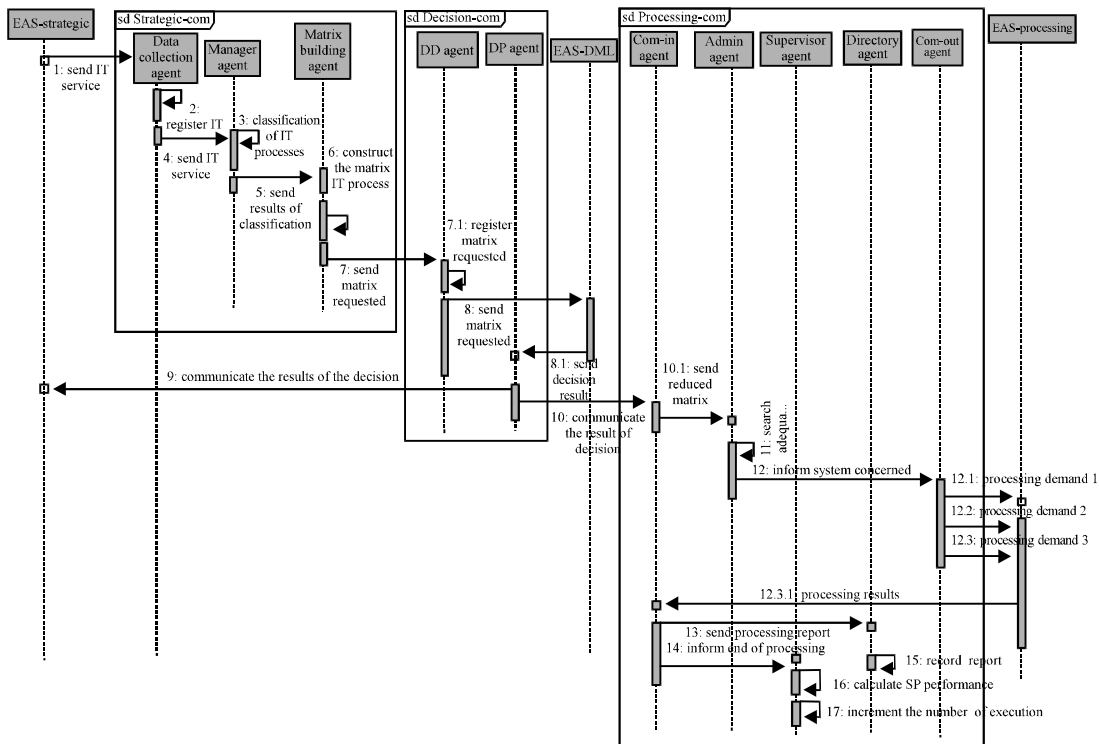 EAS-strategic
sd Strategic-com
Data
collection
agent
Manager
agent
Matrix
building
agent
sd Decision-com
DD agent
DP agent
EAS-DML
sd Processing-com
Com-in
agent
Admin
agent
Supervisor
agent
Directory
agent
Com-out
agent
EAS-processing
1: send IT
service
2:
register IT
3: classification
of IT
processes
4: send IT
service
5: send
results of
classification
6: construct
the matrix
IT process
7: send
matrix
requested
7.1: register
matrix
requested
8: send
matrix
requested
8.1: send
decision
result
9: communicate the results of the decision
10: communicate
the result of
decision
10.1: send
reduced
matrix
11: search
adequa...
12: inform system concerned
12.1: processing demand 1
12.2: processing demand 2
12.3: processing demand 3
12.3.1: processing results
13: send processing report
14: inform end of processing
15: record report
16: calculate SP performance
17: increment the number of execution